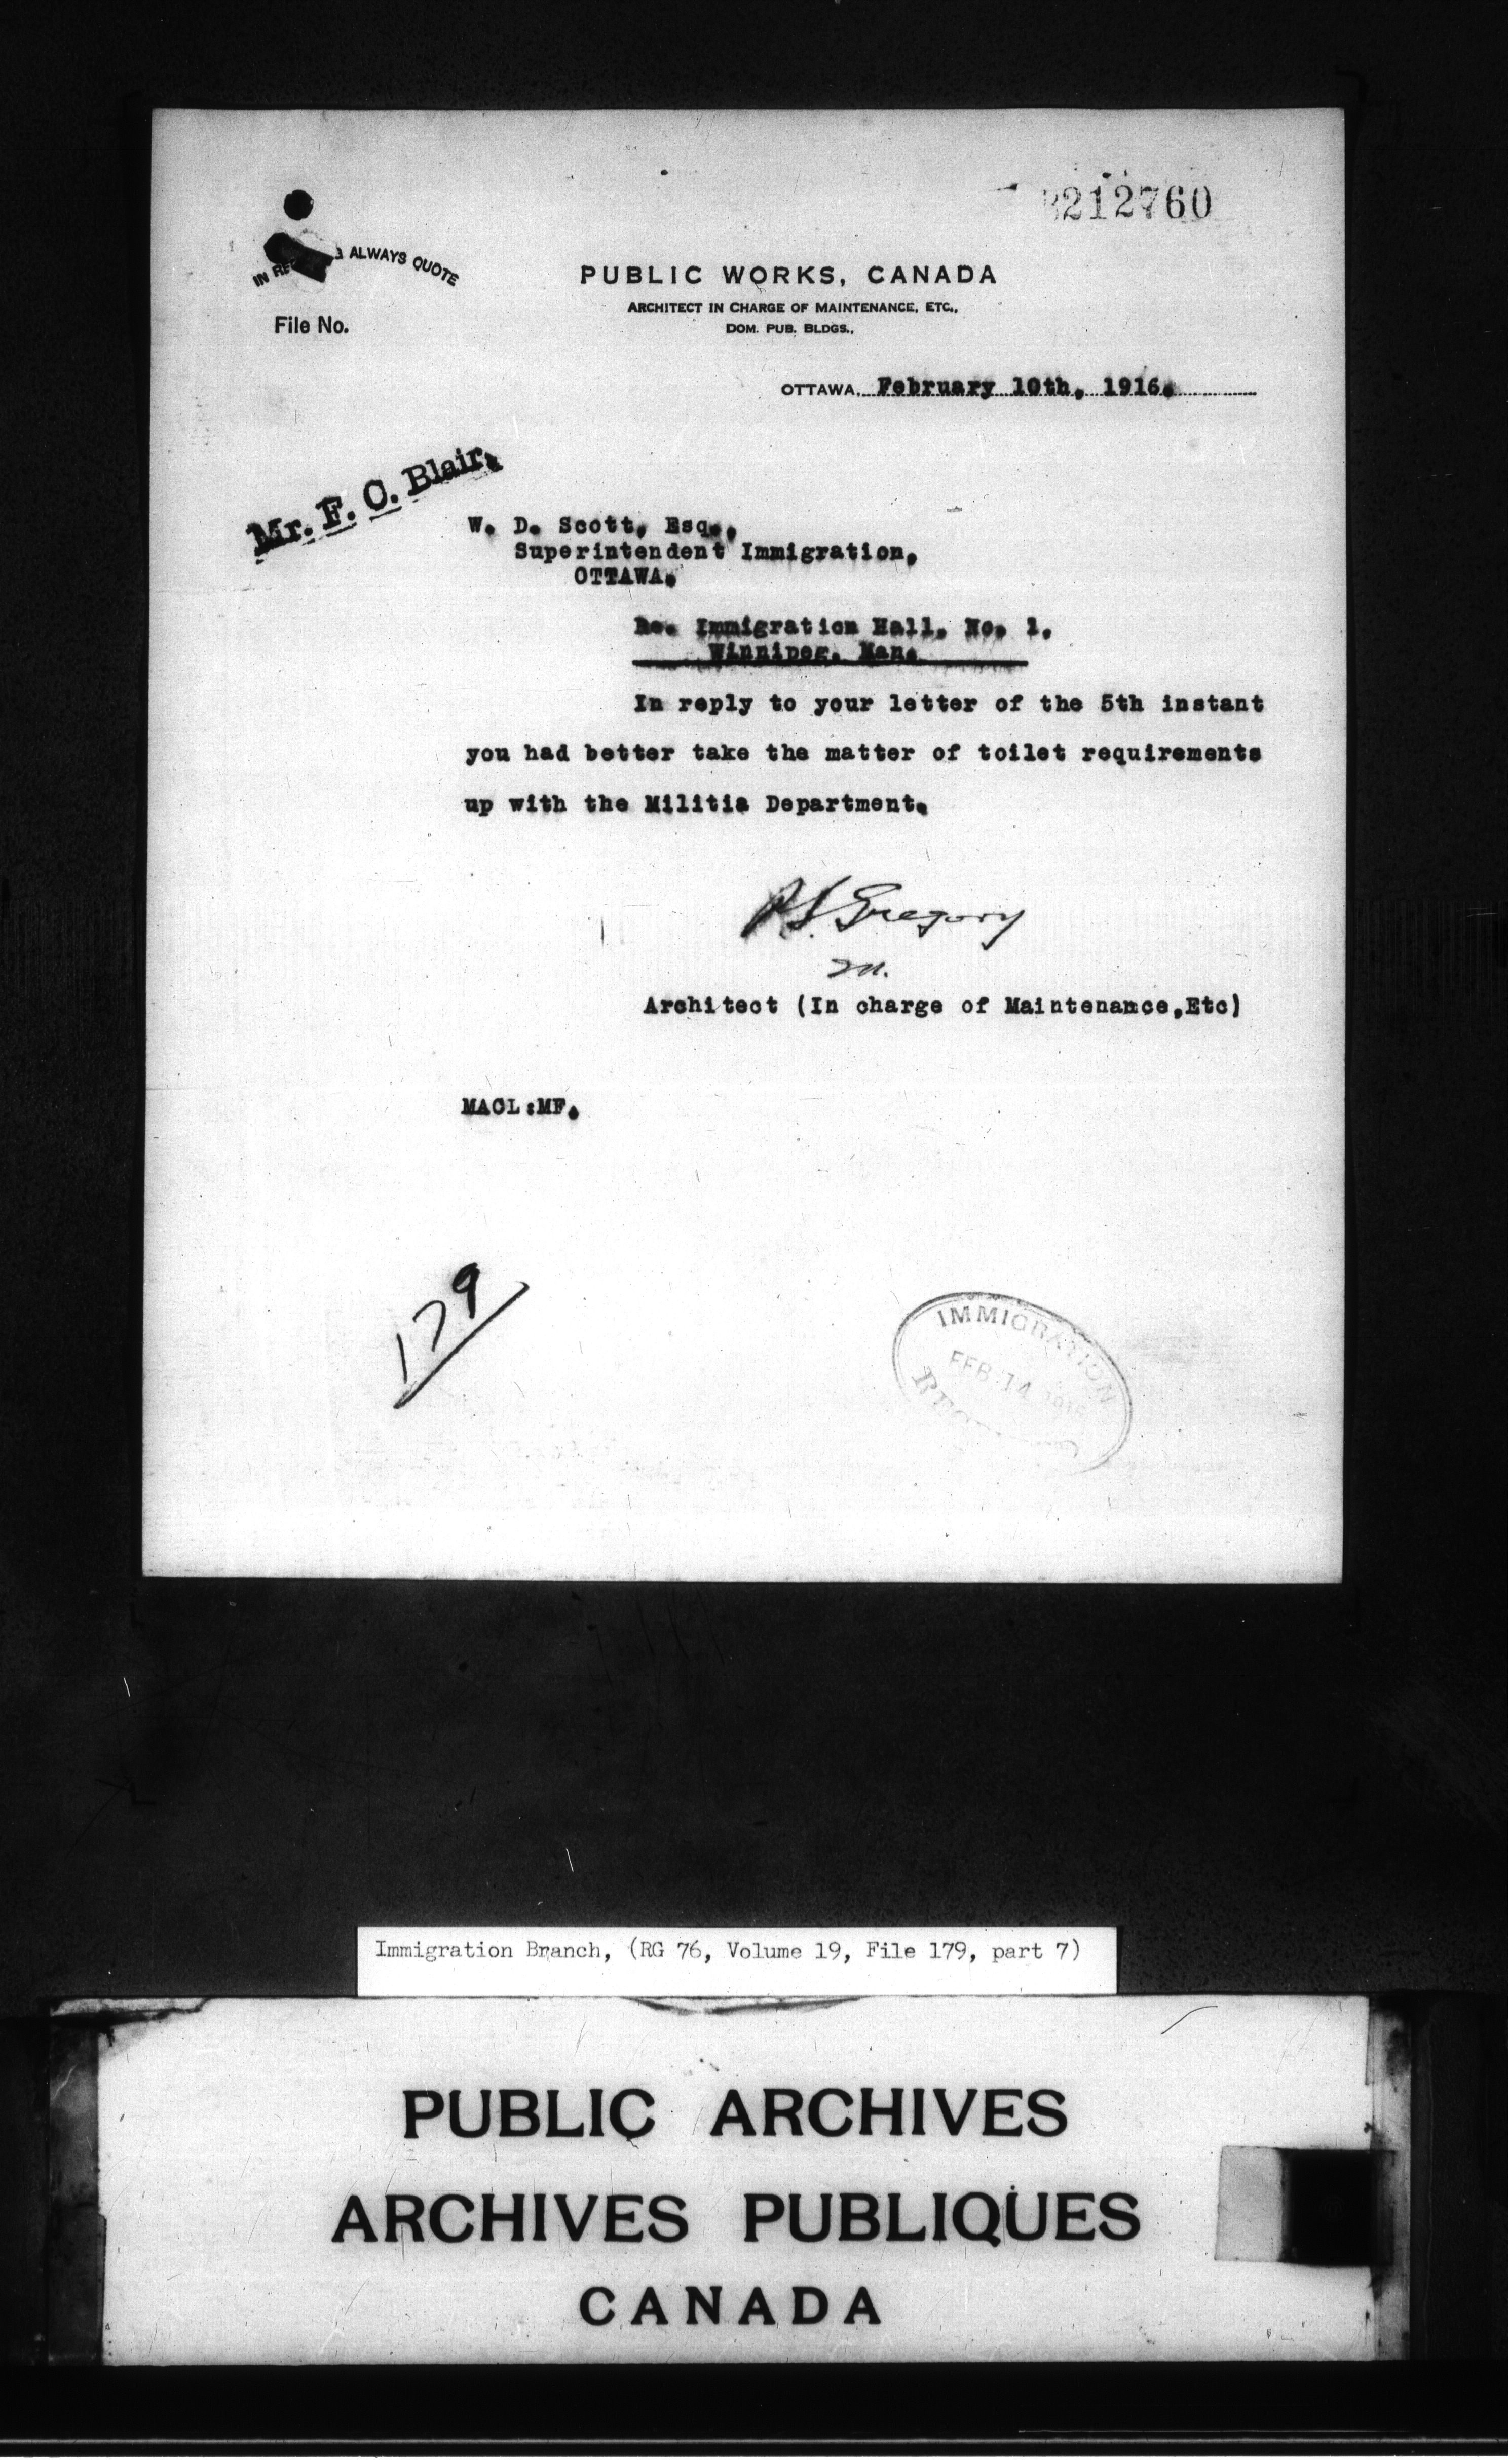 212760
IN ALWAYS QUOTE
File No.
PUBLIC WORKS, CANADA
ARCHITECT IN CHARGE OF MAINTENANCE, ETC.,
DOM. PUB. BLDGS.,
OTTAWA, February 10th, 1916.
Mr. F. C. Blair.
W. D. Scott, Esq.,
Superintendent Immigration,
OTTAWA.
Re. Immigration Hall, No. 1,
Winnipeg, Man.
In reply to your letter of the 5th instant
you had better take the matter of toilet requirements
up with the Militia Department.
Gregory
m.
Architect (In charge of Maintenance,Etc)
MACL:MF.
179
IMMIGRATION
FEB 14
Immigration Branch, (RG 76, Volume 19, File 179, part 7)
PUBLIC ARCHIVES
ARCHIVES PUBLIQUES
CANADA